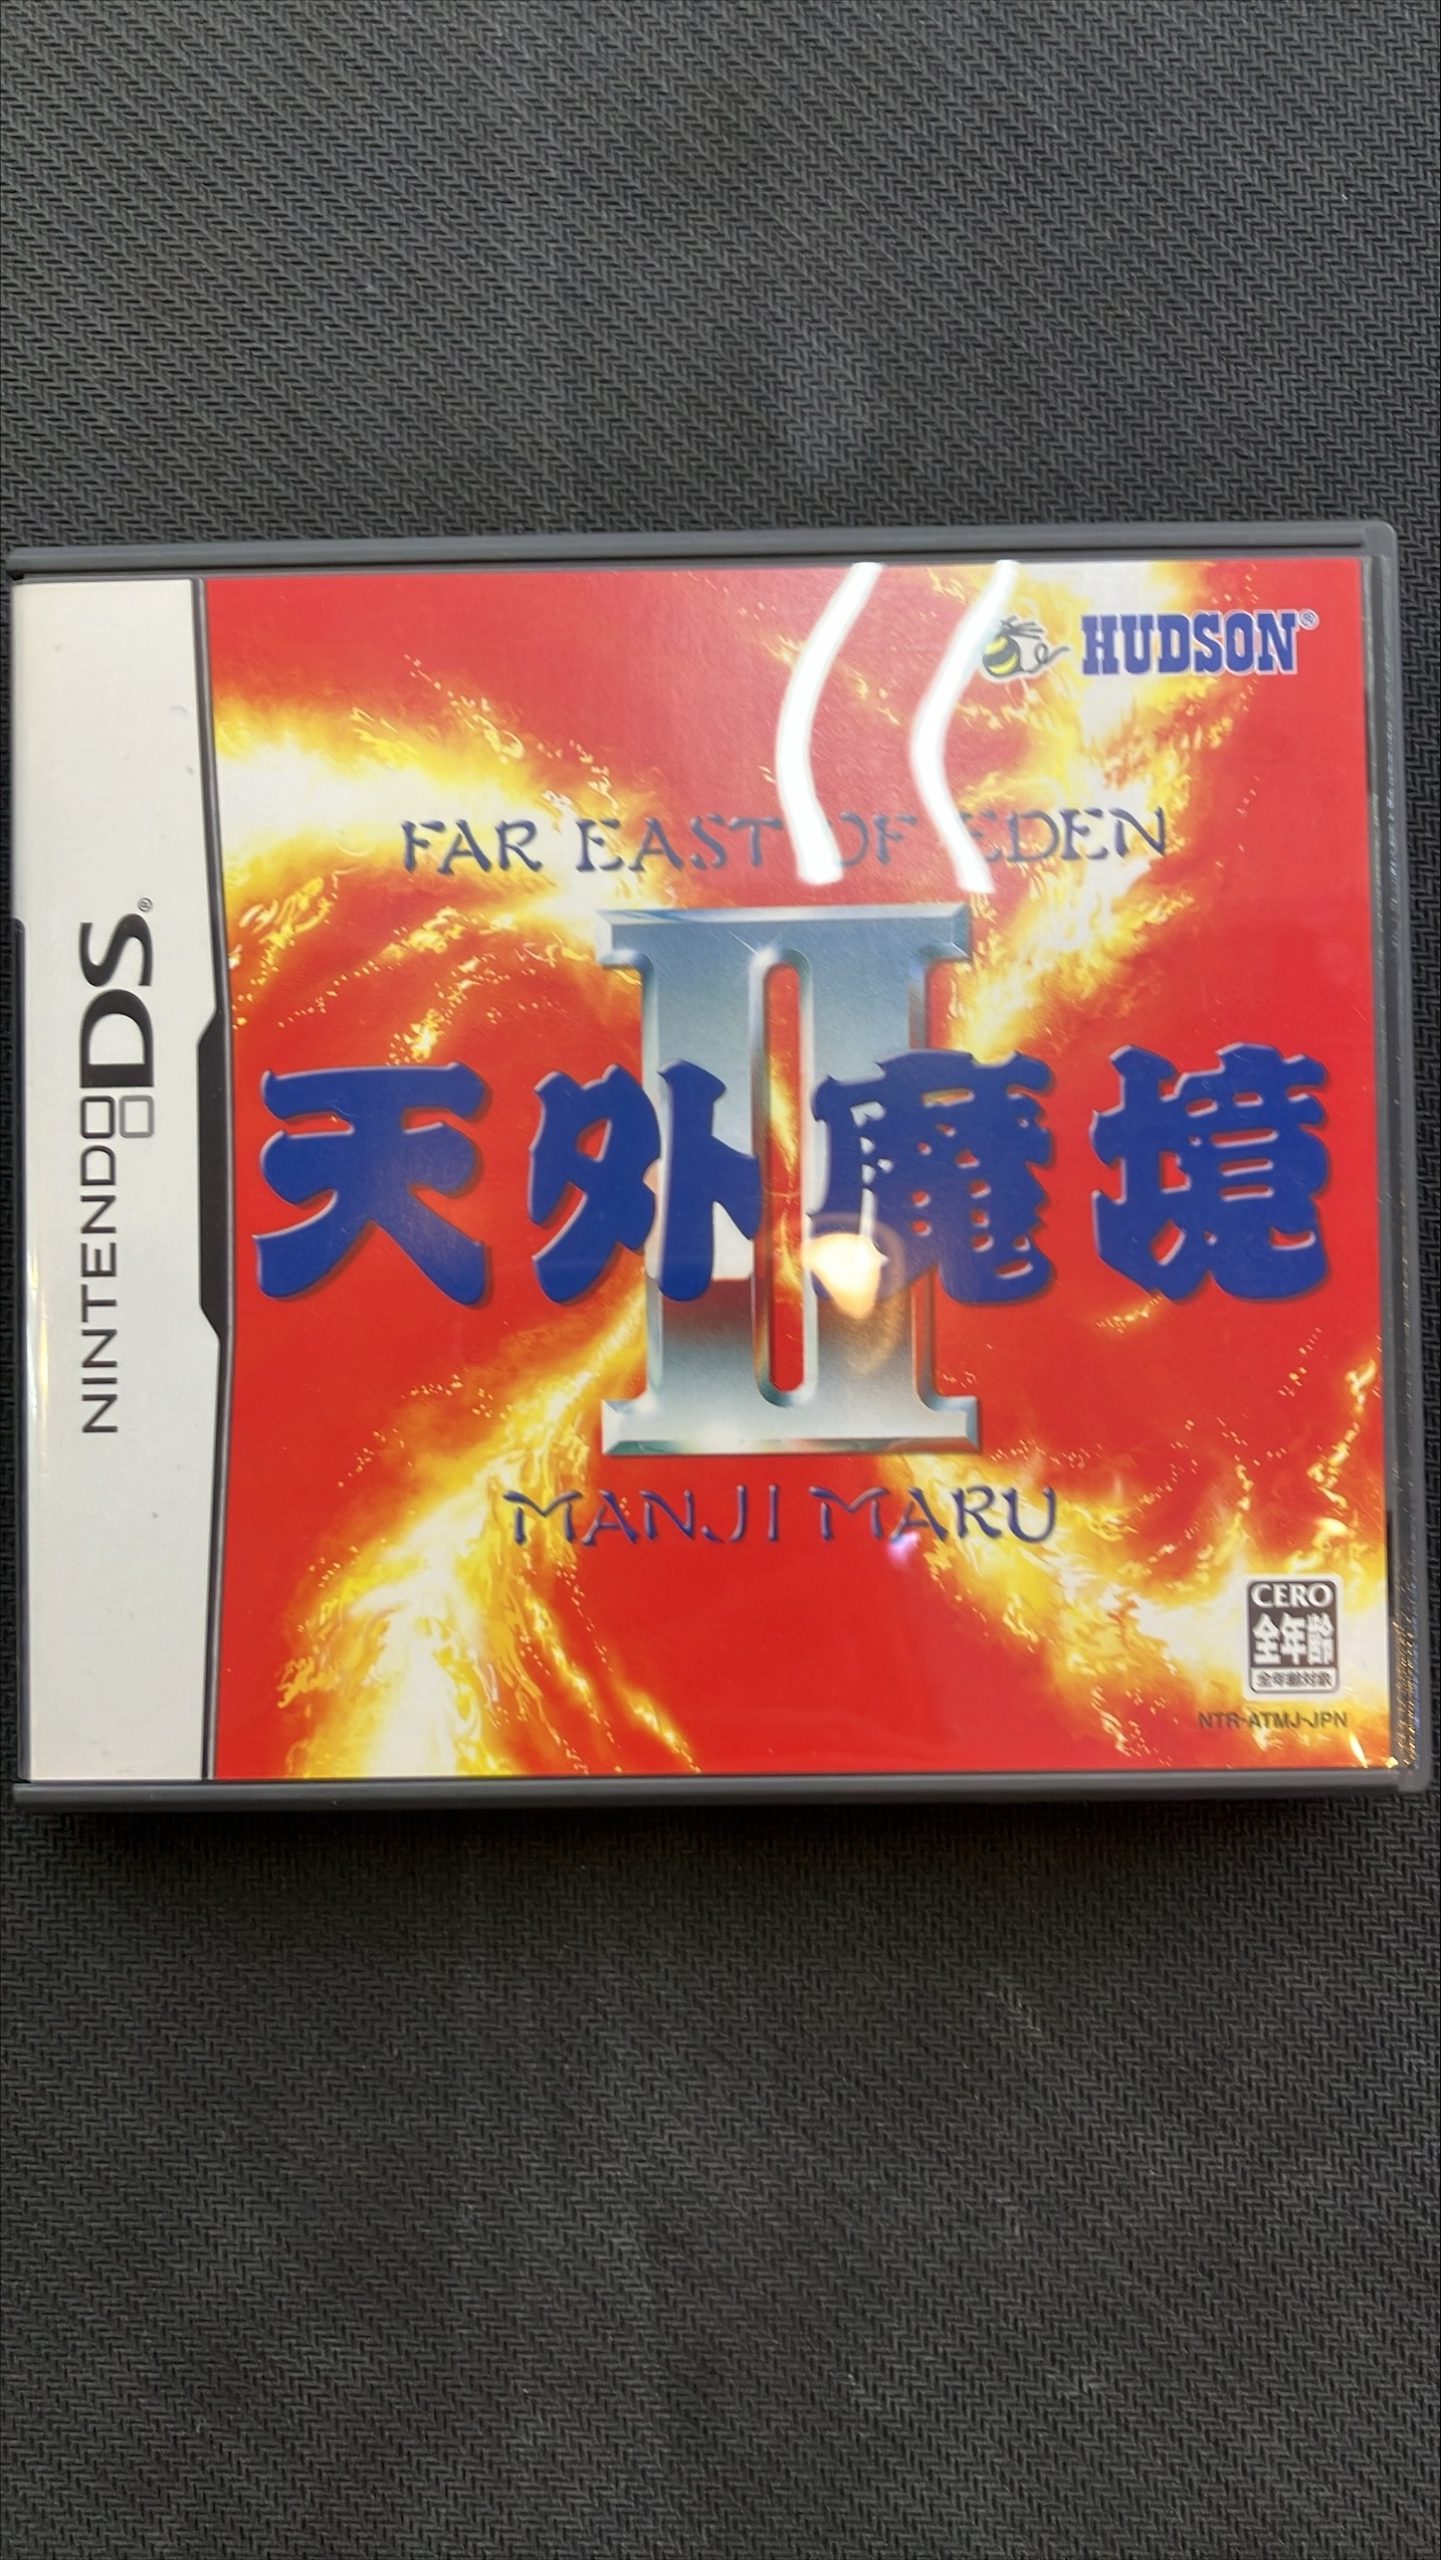 NINTENDO DS®
HUDSON®
FAR EAST OF EDEN
II
天外魔境
MANJI MARU
CERO
全年齢
全年齢対象
NTR-ATMJ-JPN